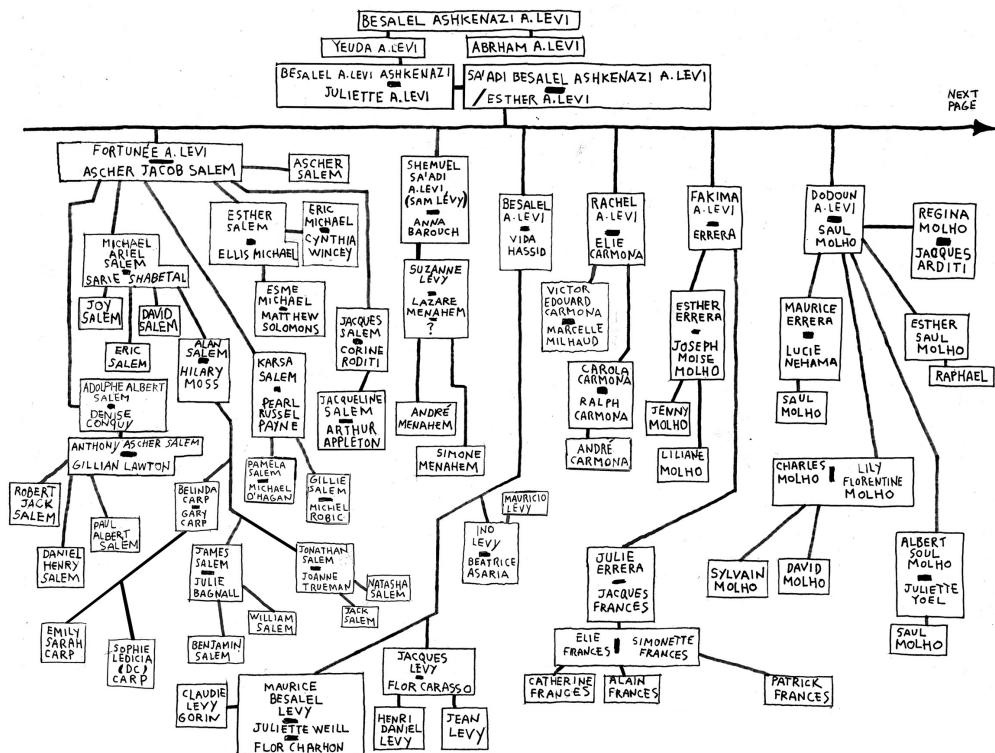 BESALEL ASHKENAZI A.LEVI
YEUDA A.LEVI
ABRHAM A.LEVI
BESALEL A.LEVI ASHKENAZI
JULIETTE A.LEVI
SA'ADI BESALEL ASHKENAZI A.LEVI
/ESTHER A.LEVI
NEXT
PAGE
FORTUNÉE A.LEVI
ASCHER JACOB SALEM
ASCHER
SALEM
SHEMUEL
SA'ADI
A.LEVI
(SAM LÉVY)
ANNA
BAROUCH
BESALEL
A.LEVI
VIDA
HASSID
RACHEL
A.LEVI
ELIE
CARMONA
FAKIMA
A.LEVI
ERRERA
DODOUN
A.LEVI
SAUL
MOLHO
REGINA
MOLHO
JACQUES
ARDITI
MICHAEL
ARIEL
SALEM
SARIE SHABETAL
ESTHER
SALEM
ELLIS MICHAEL
ERIC
MICHAEL
CYNTHIA
WINCEY
JOY
SALEM
DAVID
SALEM
ERIC
SALEM
ALAN
SALEM
HILARY
MOSS
ESME
MICHAEL
MATTHEW
SOLOMONS
JACQUES
SALEM
CORINE
RODITI
SUZANNE
LÉVY
LAZARE
MENAHEM
?
VICTOR
EDOUARD
CARMONA
MARCELLE
MILHAUD
ESTHER
ERRERA
JOSEPH
MOISE
MOLHO
MAURICE
ERRERA
LUCIE
NEHAMA
ESTHER
SAUL
MOLHO
RAPHAEL
ADOLPHE ALBERT
SALEM
DENISE
CONQUY
KARSA
SALEM
PEARL
RUSSEL
PAYNE
JACQUELINE
SALEM
ARTHUR
APPLETON
ANDRÉ
MENAHEM
SIMONE
MENAHEM
CAROLA
CARMONA
RALPH
CARMONA
ANDRÉ
CARMONA
JENNY
MOLHO
LILIANE
MOLHO
SAUL
MOLHO
ANTHONY ASCHER SALEM
GILLIAN LAWTON
ROBERT
JACK
SALEM
DANIEL
HENRY
SALEM
PAUL
ALBERT
SALEM
BELINDA
CARP
GARY
CARP
PAMELA
SALEM
MICHAEL
O'HAGAN
GILLIE
SALEM
MICHEL
ROBIC
MAURICIO
LEVY
INO
LEVY
BEATRICE
ASARIA
CHARLES
MOLHO
LILY
FLORENTINE
MOLHO
SYLVAIN
MOLHO
DAVID
MOLHO
ALBERT
SOUL
MOLHO
JULIETTE
YOEL
SAUL
MOLHO
JAMES
SALEM
JULIE
BAGNALL
JONATHAN
SALEM
JOANNE
TRUEMAN
NATASHA
SALEM
JACK
SALEM
WILLIAM
SALEM
BENJAMIN
SALEM
EMILY
SARAH
CARP
SOPHIE
LEDICIA
(DC)
CARP
JULIE
ERRERA
JACQUES
FRANCES
ELIE
FRANCES
SIMONETTE
FRANCES
CATHERINE
FRANCES
ALAIN
FRANCES
PATRICK
FRANCES
JACQUES
LEVY
FLOR CARASSO
HENRI
DANIEL
LEVY
JEAN
LEVY
CLAUDIE
LEVY
GORIN
MAURICE
BESALEL
LEVY
JULIETTE WEILL
FLOR CHARHON